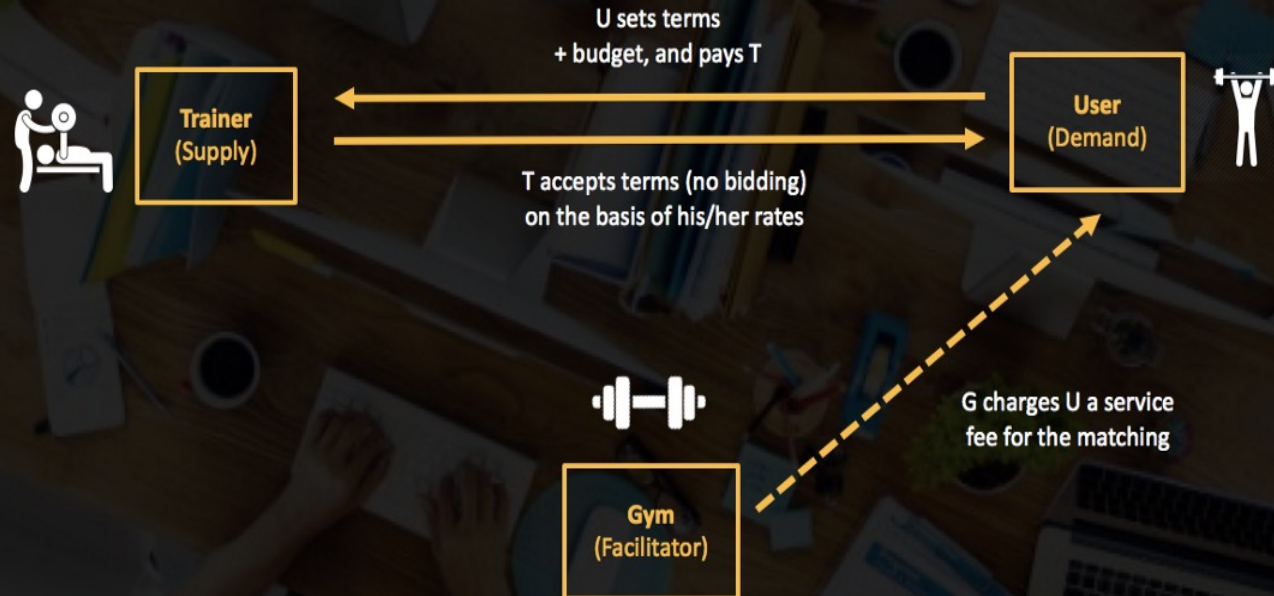 U sets terms
+ budget, and pays T
Trainer
(Supply)
User
(Demand)
T accepts terms (no bidding)
on the basis of his/her rates
G charges U a service
fee for the matching
Gym
(Facilitator)